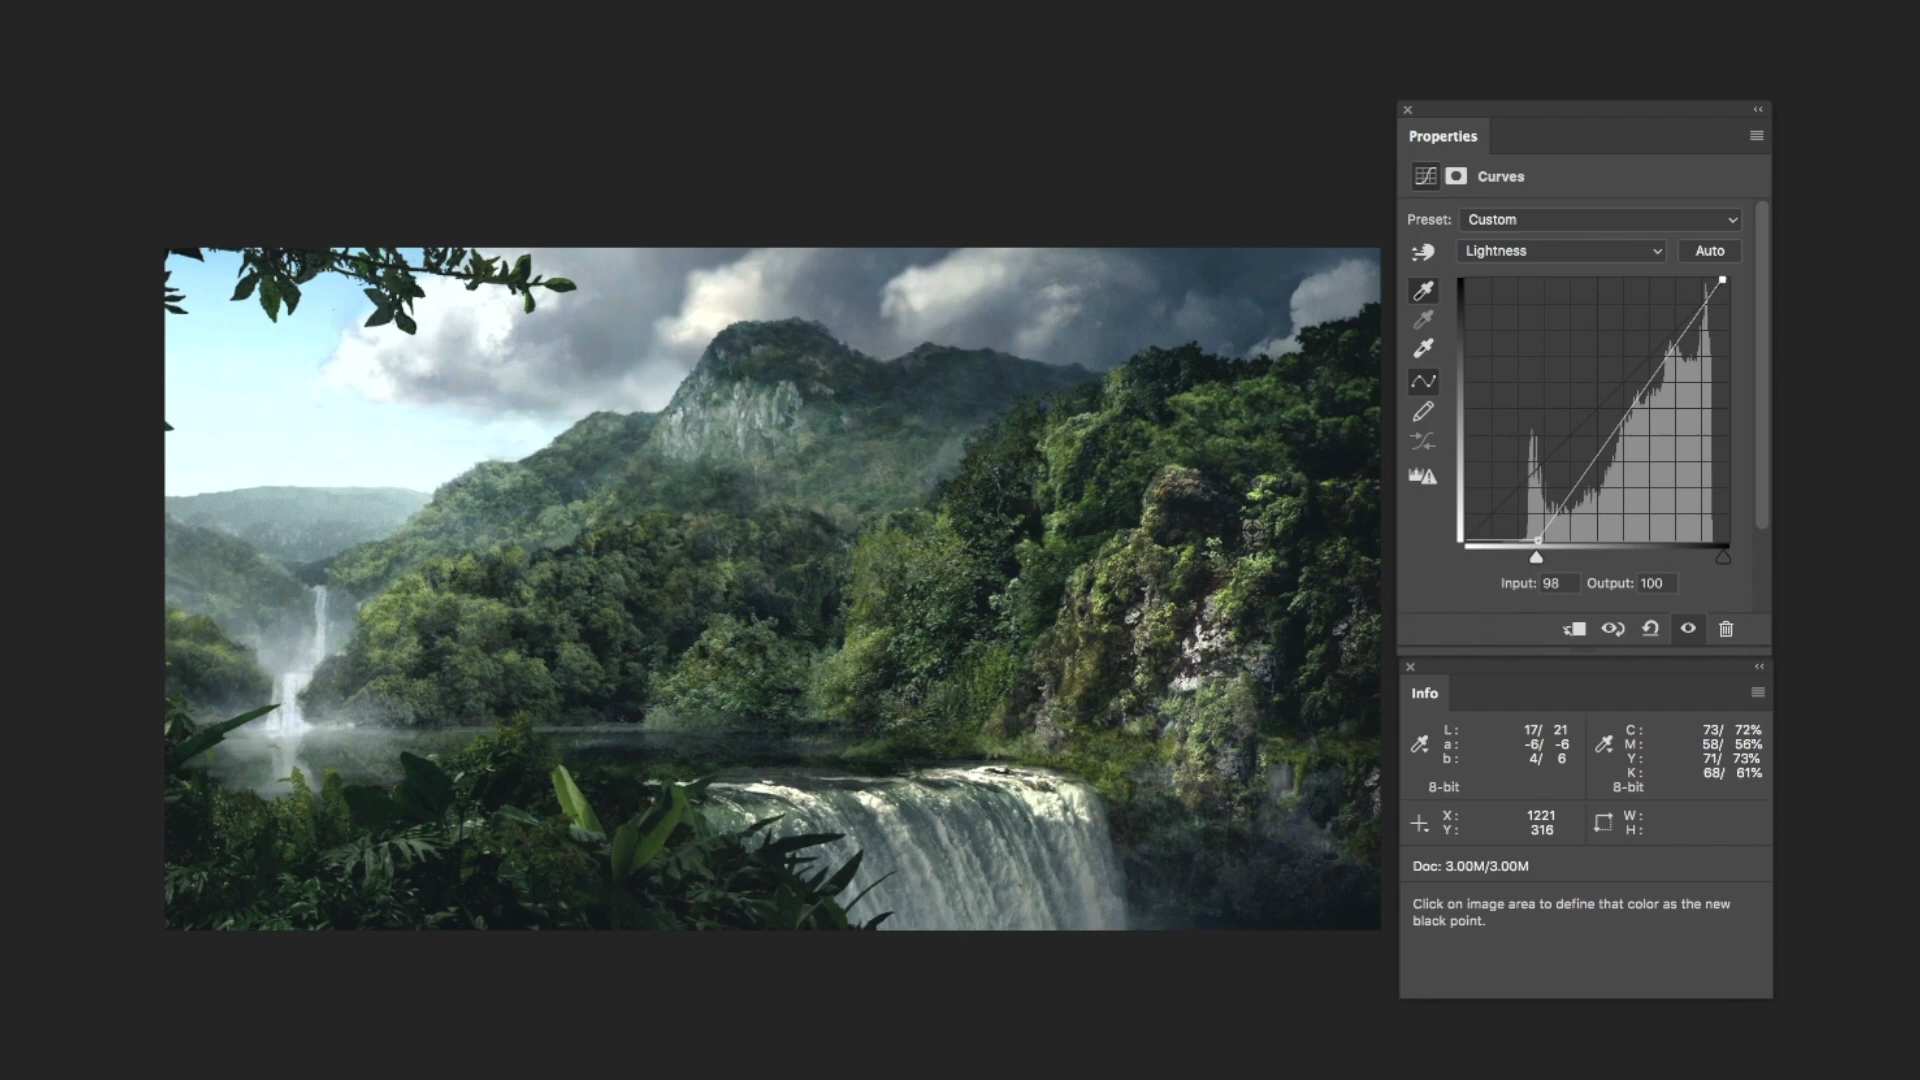 Properties
Curves
Preset: Custom
Lightness Auto
Input: 98 Output: 100
Info
L: 17/ 21 C: 73/ 72%
a: -6/ -6 M: 58/ 56%
b: 4/ 6 Y: 71/ 73%
K: 68/ 61%
8-bit 8-bit
X: 1221 W:
Y: 316 H:
Doc: 3.00M/3.00M
Click on image area to define that color as the new
black point.